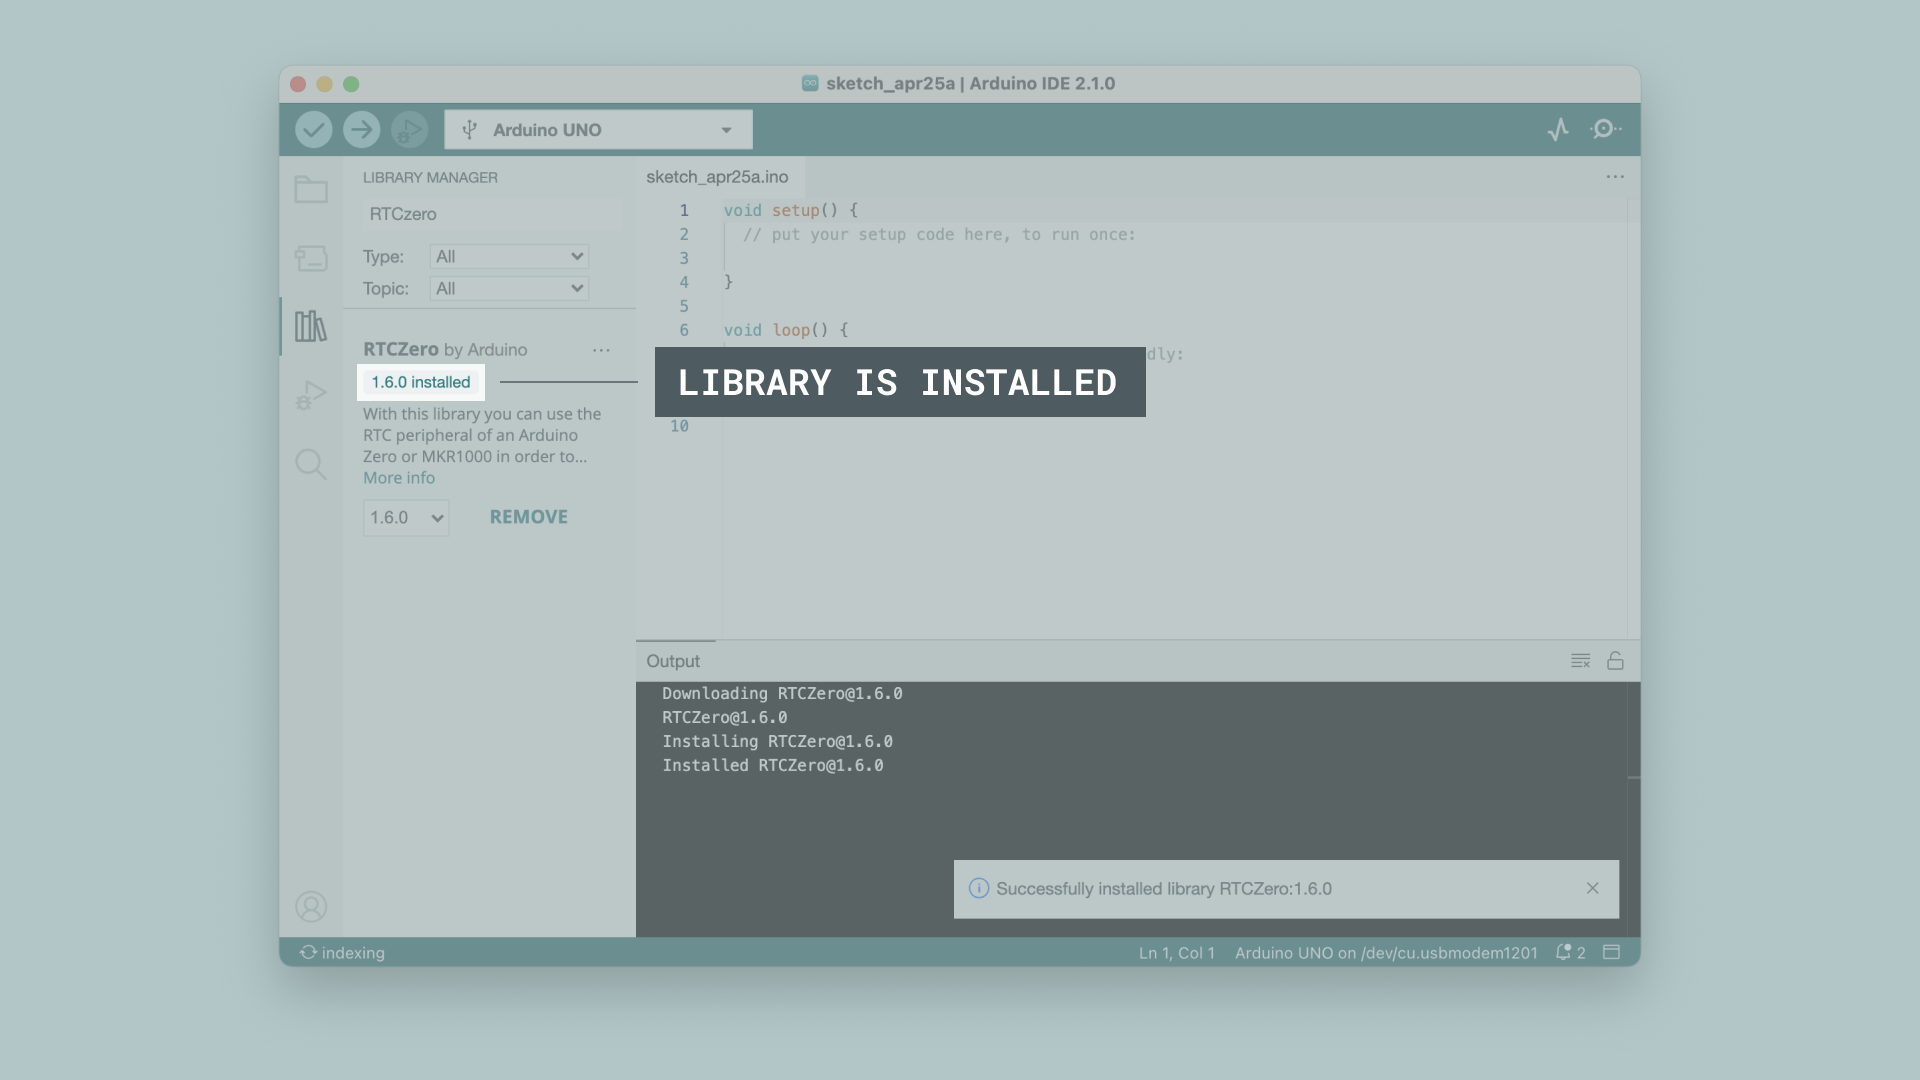 sketch_apr25a | Arduino IDE 2.1.0
Arduino UNO
LIBRARY MANAGER
RTCzero
Type: All
Topic: All
RTCZero by Arduino
1.6.0 installed
With this library you can use the
RTC peripheral of an Arduino
Zero or MKR1000 in order to...
More info
1.6.0 REMOVE
sketch_apr25a.ino
1 void setup() {
2 // put your setup code here, to run once:
3
4 }
5
6 void loop() {
dly:
LIBRARY IS INSTALLED
10
Output
Downloading RTCZero@1.6.0
RTCZero@1.6.0
Installing RTCZero@1.6.0
Installed RTCZero@1.6.0
Successfully installed library RTCZero:1.6.0
indexing
Ln 1, Col 1 Arduino UNO on /dev/cu.usbmodem1201 2